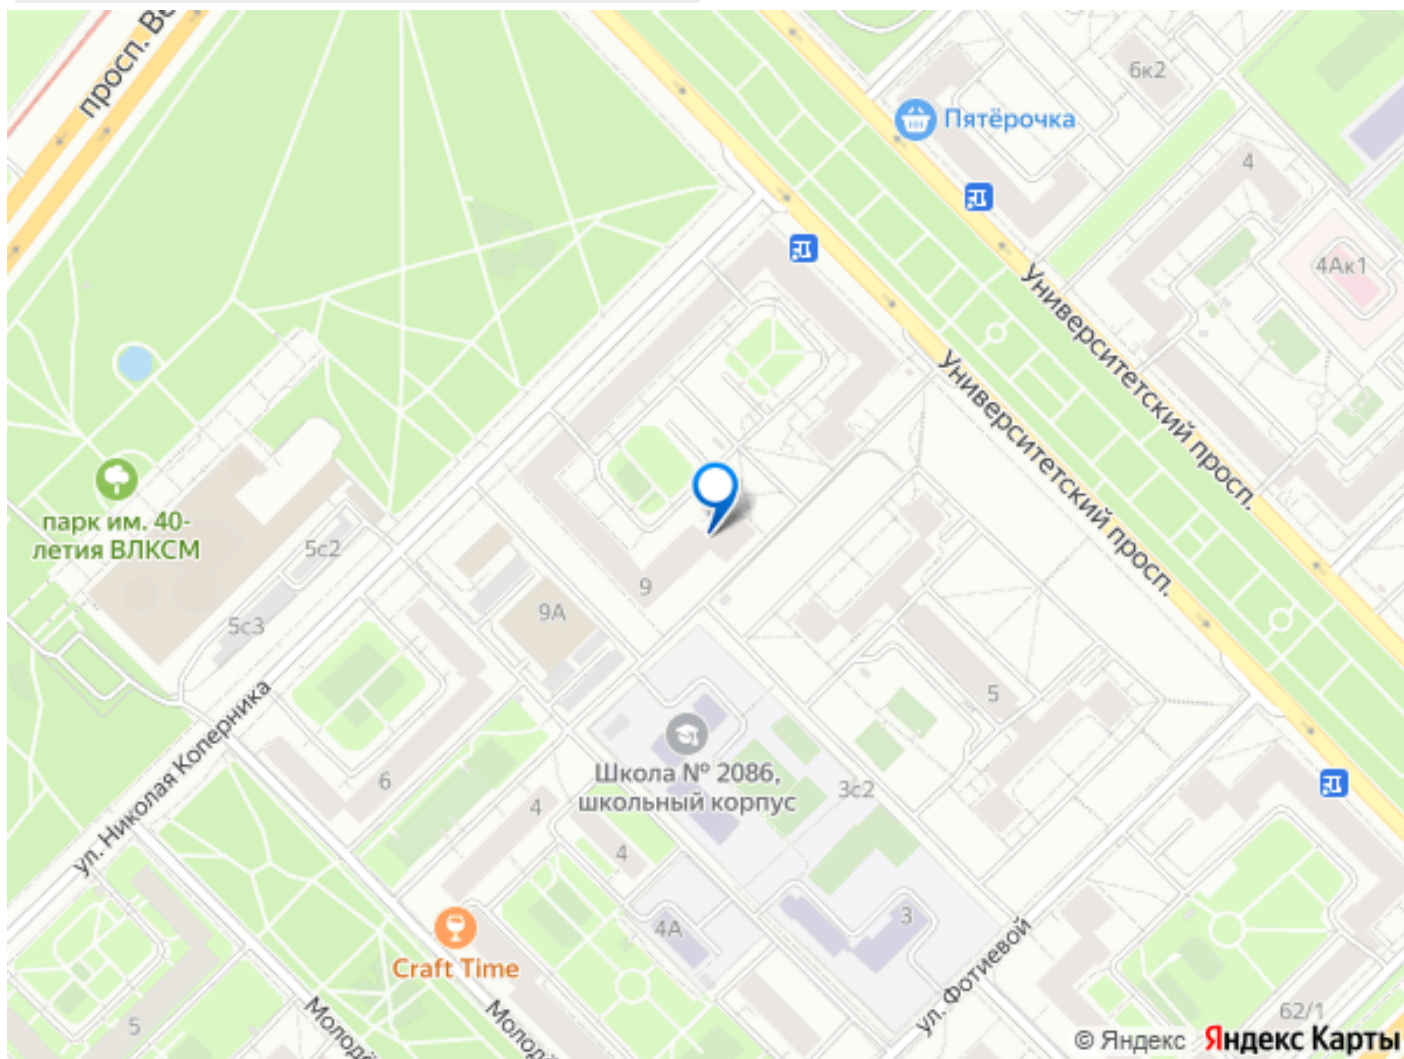 просп. Ве
6к2
Пятёрочка
4
4Ак1
Университетский просп.
Университетский просп.
парк им. 40-
летия ВЛКСМ
5с2
5с3
9
9А
5
ул. Николая Коперника
6
Школа № 2086,
школьный корпус
3с2
4
4
4А
3
Craft Time
ул. Фотиевой
5
Молодё
Молодё
62/1
© Яндекс Яндекс Карты